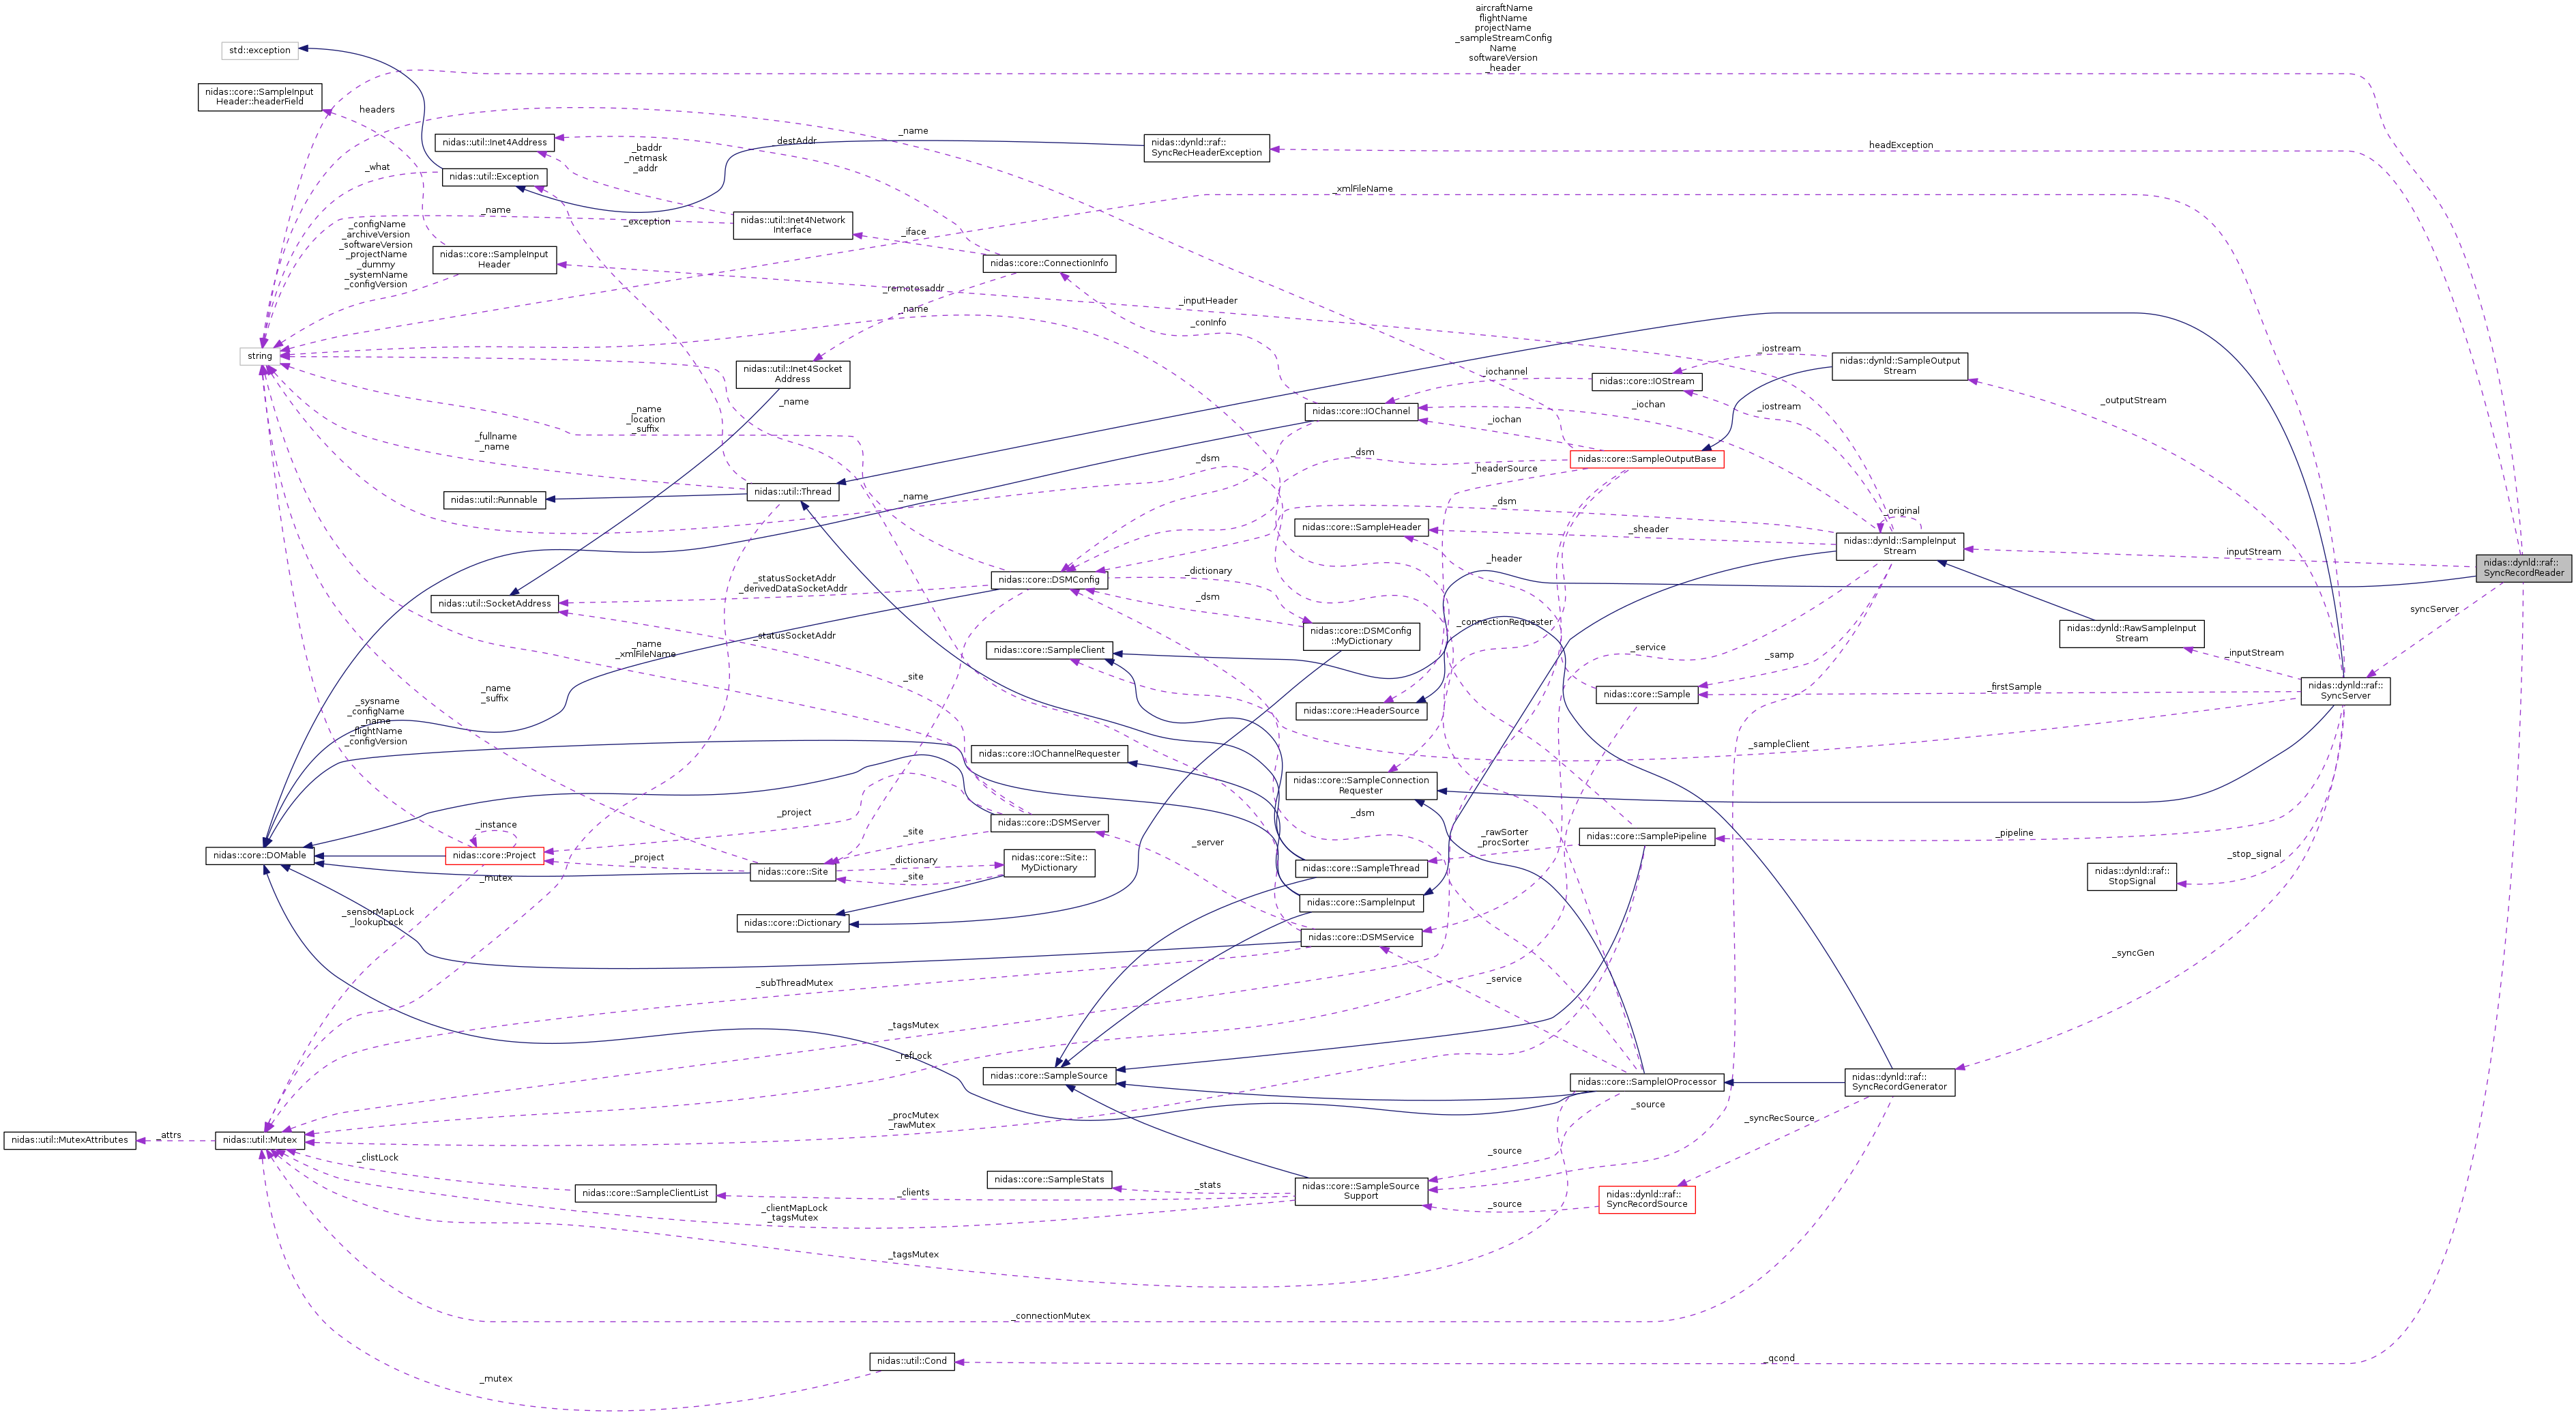 aircraftName
flightName
projectName
_sampleStreamConfig
Name
softwareVersion
_header
std::exception
nidas::core::SampleInput
Header::headerField
headers
nidas::util::Inet4Address
_baddr
_netmask
_addr
_destAddr
_name
nidas::dynld::raf::
SyncRecHeaderException
headException
_what
nidas::util::Exception
_xmlFileName
_name
_exception
nidas::util::Inet4Network
Interface
_iface
_configName
_archiveVersion
_softwareVersion
_projectName
_dummy
_systemName
_configVersion
nidas::core::SampleInput
Header
nidas::core::ConnectionInfo
_remotesaddr
_name
_inputHeader
_conInfo
string
nidas::util::Inet4Socket
Address
_name
_iostream
nidas::dynld::SampleOutput
Stream
_iochannel
nidas::core::IOStream
_outputStream
_name
_location
_suffix
nidas::core::IOChannel
_iochan
_iostream
_iochan
_fullname
_name
_dsm
_dsm
_headerSource
nidas::core::SampleOutputBase
nidas::util::Runnable
nidas::util::Thread
_name
_dsm
_original
nidas::core::SampleHeader
_sheader
nidas::dynld::SampleInput
Stream
inputStream
nidas::dynld::raf::
SyncRecordReader
_header
_statusSocketAddr
_derivedDataSocketAddr
nidas::core::DSMConfig
_dictionary
_dsm
nidas::util::SocketAddress
syncServer
_statusSocketAddr
_connectionRequester
nidas::core::DSMConfig
::MyDictionary
nidas::dynld::RawSampleInput
Stream
_name
_xmlFileName
nidas::core::SampleClient
_service
_samp
_inputStream
_site
_name
_suffix
nidas::core::HeaderSource
nidas::core::Sample
_firstSample
nidas::dynld::raf::
SyncServer
_sysname
_configName
_name
_flightName
_configVersion
nidas::core::IOChannelRequester
_sampleClient
nidas::core::SampleConnection
Requester
_instance
_project
nidas::core::DSMServer
_dsm
_rawSorter
_procSorter
nidas::core::SamplePipeline
_pipeline
nidas::core::DOMable
nidas::core::Project
_project
_site
_dictionary
_site
nidas::core::Site::
MyDictionary
_server
_stop_signal
nidas::core::Site
nidas::core::SampleThread
nidas::dynld::raf::
StopSignal
_mutex
_sensorMapLock
_lookupLock
nidas::core::Dictionary
nidas::core::SampleInput
nidas::core::DSMService
_syncGen
_subThreadMutex
_service
_tagsMutex
_refLock
nidas::core::SampleSource
nidas::core::SampleIOProcessor
nidas::dynld::raf::
SyncRecordGenerator
_procMutex
_rawMutex
_source
_syncRecSource
nidas::util::MutexAttributes
_attrs
nidas::util::Mutex
_clistLock
_source
nidas::core::SampleStats
_stats
nidas::core::SampleClientList
_clients
nidas::core::SampleSource
Support
_clientMapLock
_tagsMutex
_source
nidas::dynld::raf::
SyncRecordSource
_tagsMutex
_connectionMutex
nidas::util::Cond
_qcond
_mutex